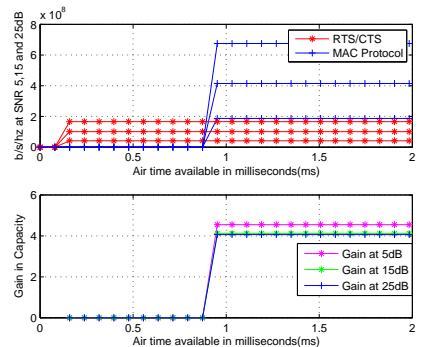 x 10^8
8
6
4
2
0
b/s/hz at SNR 5,15 and 25dB
RTS/CTS
MAC Protocol
0 0.5 1 1.5 2
Air time available in milliseconds(ms)
6
4
2
0
Gain in Capacity
Gain at 5dB
Gain at 15dB
Gain at 25dB
0 0.5 1 1.5 2
Air time available in milliseconds(ms)